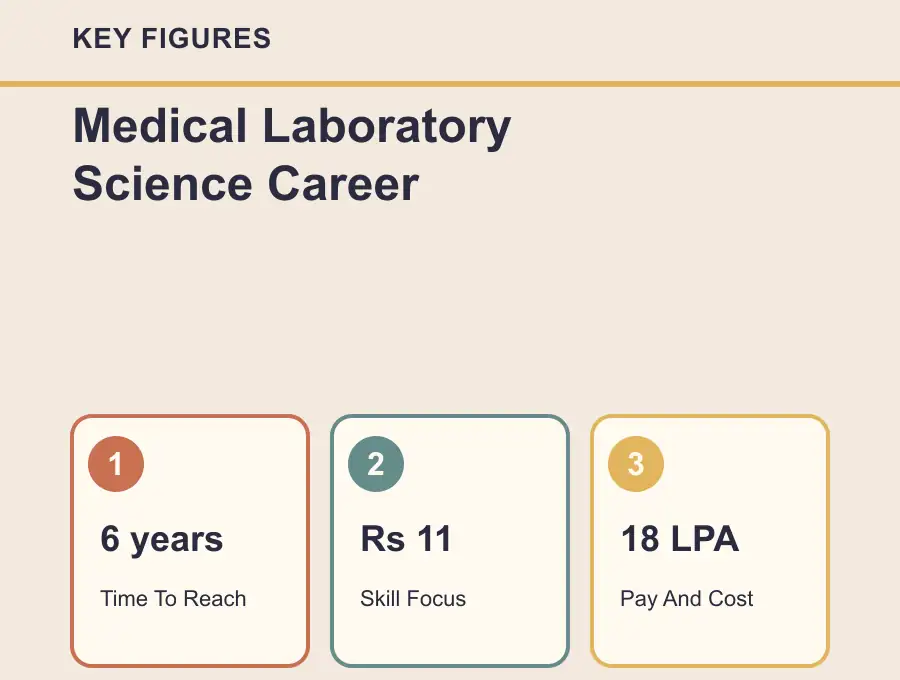 KEY FIGURES
Medical Laboratory
Science Career
1
6 years
Time To Reach
2
Rs 11
Skill Focus
3
18 LPA
Pay And Cost